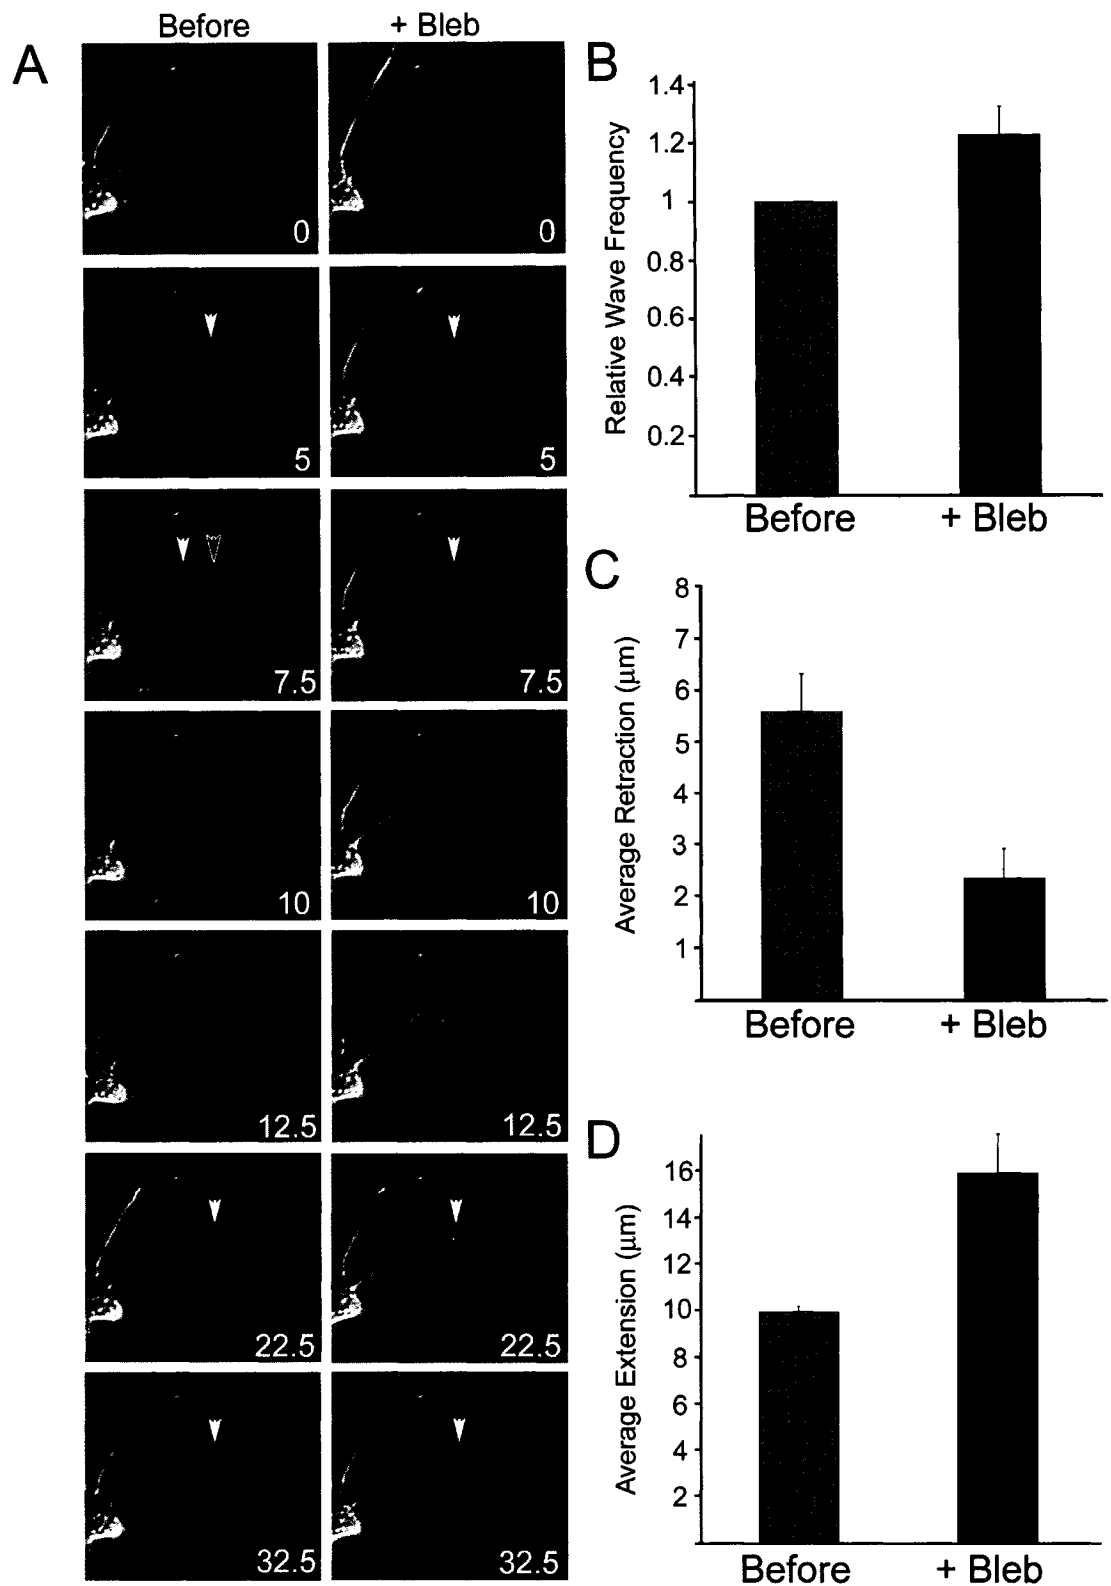 A
Before
+ Bleb
0
0
5
5
7.5
7.5
10
10
12.5
12.5
22.5
22.5
32.5
32.5
B
Relative Wave Frequency
1.4
1.2
1
0.8
0.6
0.4
0.2
Before
+ Bleb
C
Average Retraction (μm)
8
7
6
5
4
3
2
1
Before
+ Bleb
D
Average Extension (μm)
16
14
12
10
8
6
4
2
Before
+ Bleb